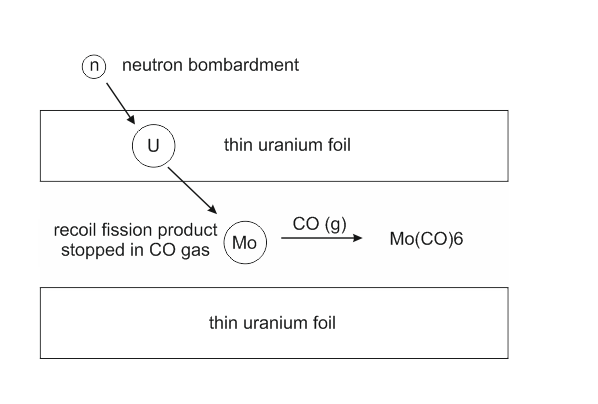 n neutron bombardment
U thin uranium foil
CO (g)
recoil fission product
stopped in CO gas
Mo
Mo(CO)6
thin uranium foil